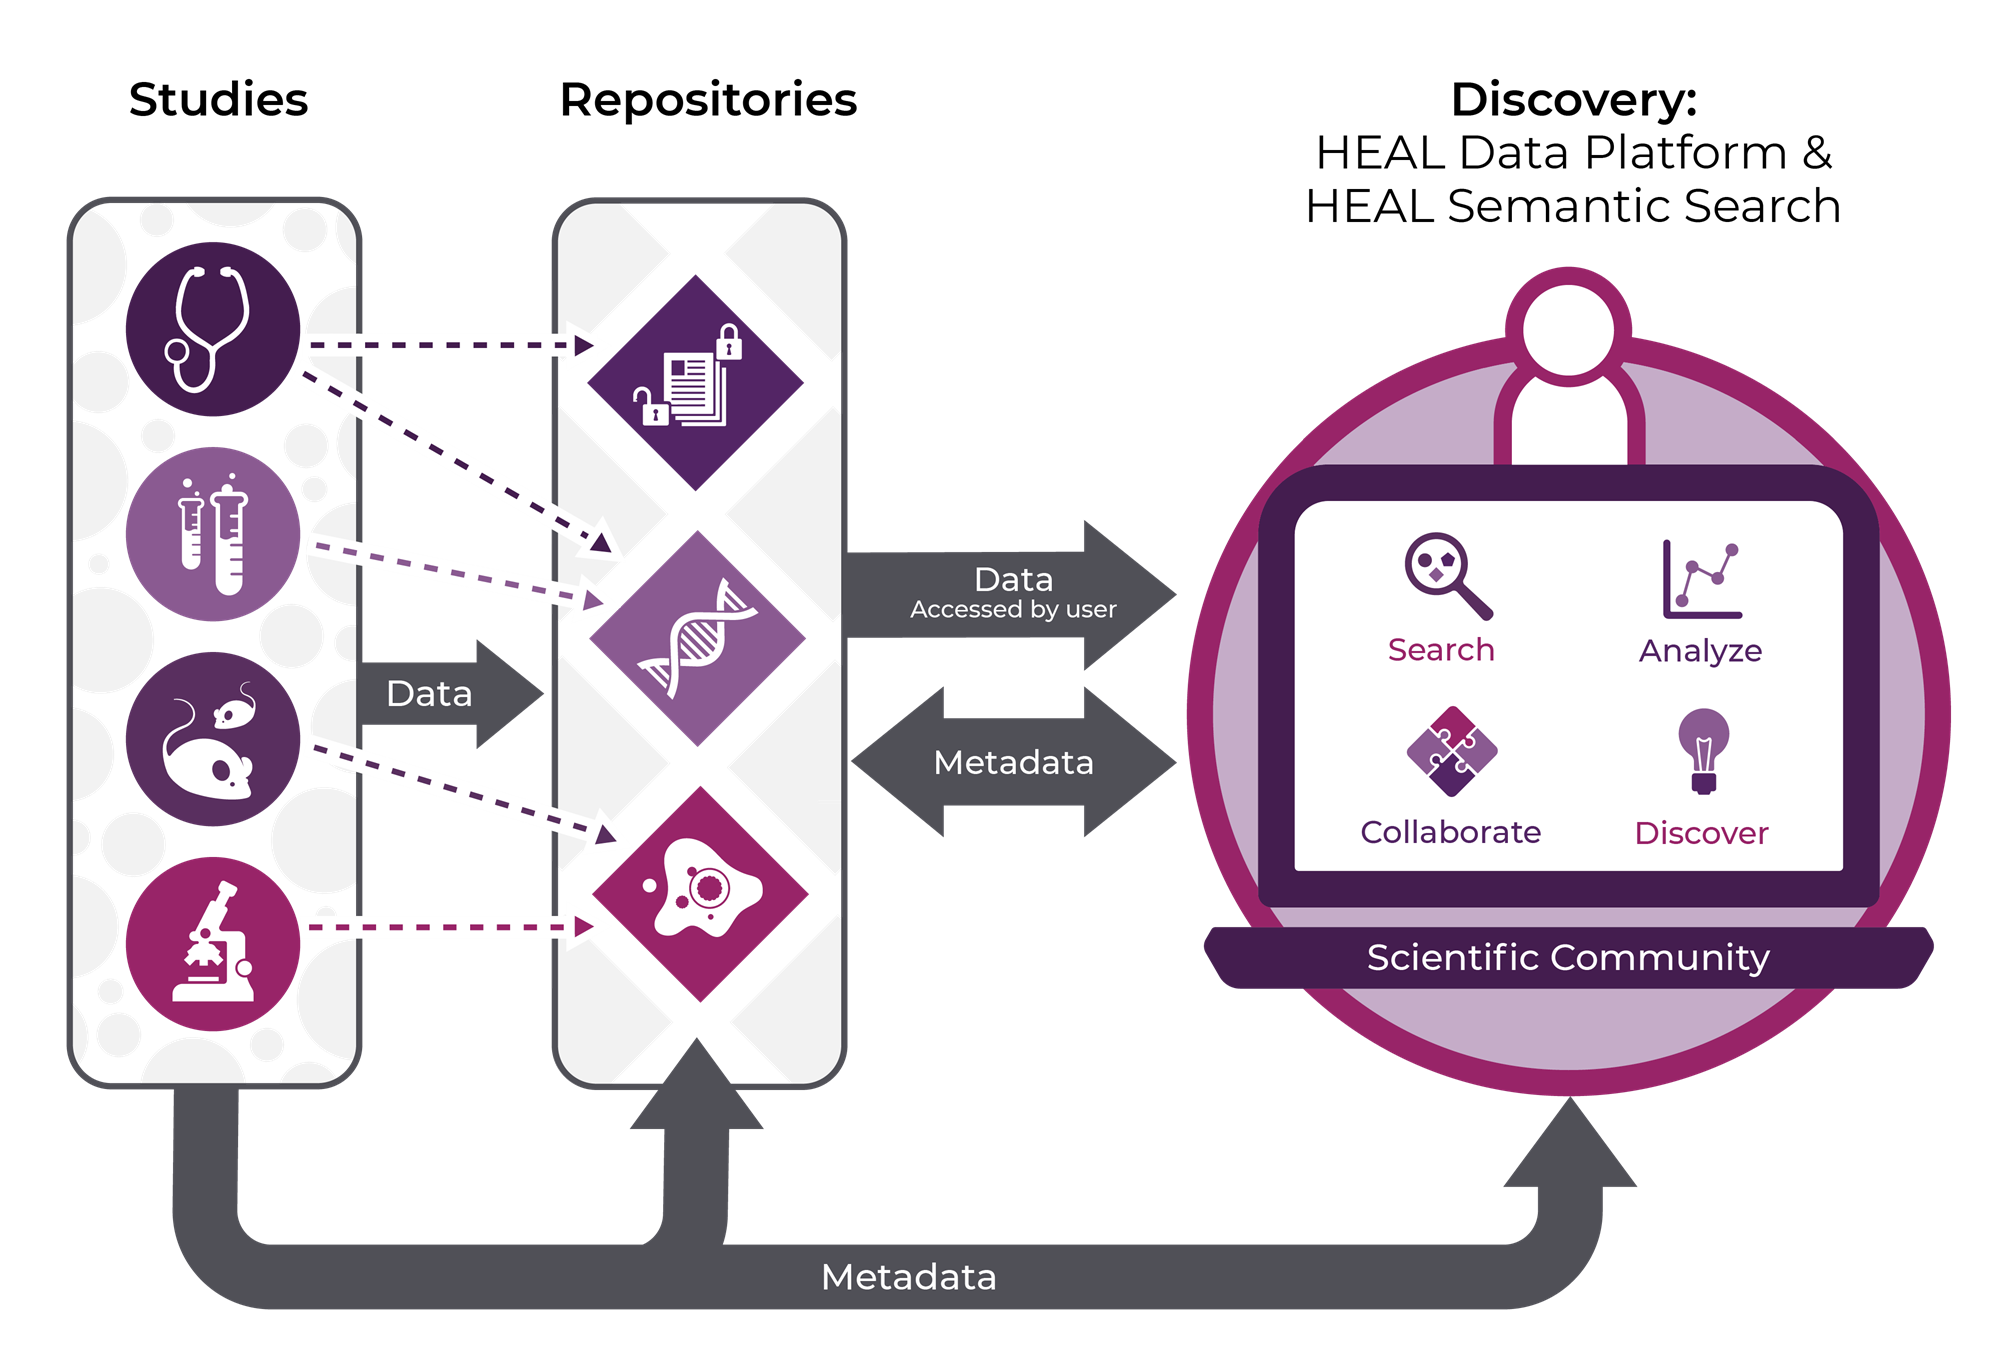 Studies
Repositories
Discovery:
HEAL Data Platform &
HEAL Semantic Search
Data
Data
Accessed by user
Metadata
Search
Analyze
Collaborate
Discover
Scientific Community
Metadata